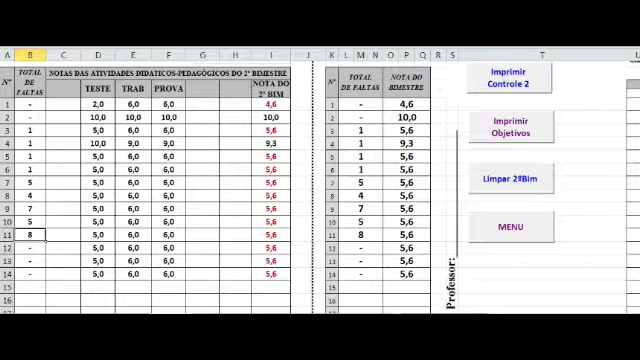 A B C D E F G H I J K L M N O P Q R S T U
Nº TOTAL DE FALTAS NOTAS DAS ATIVIDADES DIDATICOS-PEDAGÓGICOS DO 2º BIMESTRE
TESTE TRAB PROVA NOTA DO 2º BIM
1 - 2,0 6,0 6,0 4,6
2 - 10,0 10,0 10,0 10,0
3 1 5,0 6,0 6,0 5,6
4 1 10,0 9,0 9,0 9,3
5 1 5,0 6,0 6,0 5,6
6 1 5,0 6,0 6,0 5,6
7 5 5,0 6,0 6,0 5,6
8 4 5,0 6,0 6,0 5,6
9 7 5,0 6,0 6,0 5,6
10 5 5,0 6,0 6,0 5,6
11 8 5,0 6,0 6,0 5,6
12 - 5,0 6,0 6,0 5,6
13 - 5,0 6,0 6,0 5,6
14 - 5,0 6,0 6,0 5,6
15
16
Nº TOTAL DE FALTAS NOTA DO BIMESTRE
1 - 4,6
2 - 10,0
3 1 5,6
4 1 9,3
5 1 5,6
6 1 5,6
7 5 5,6
8 4 5,6
9 7 5,6
10 5 5,6
11 8 5,6
12 - 5,6
13 - 5,6
14 - 5,6
15
16
Professor:
Imprimir
Controle 2
Imprimir
Objetivos
Limpar 2ºBim
MENU